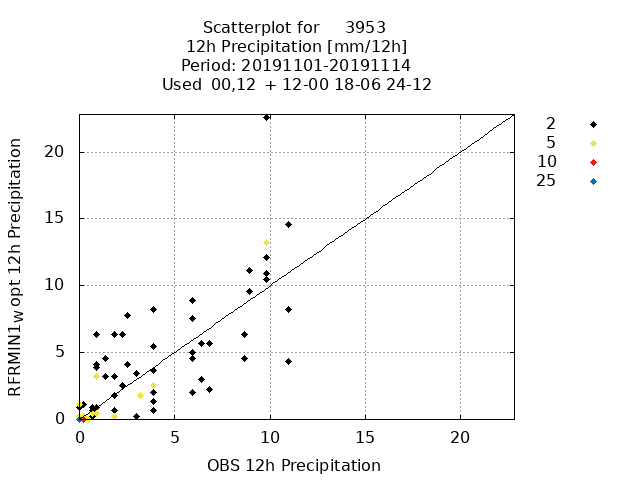 Scatterplot for 3953
12h Precipitation [mm/12h]
Period: 20191101-20191114
Used 00,12 + 12-00 18-06 24-12
2
5
10
25
RFRMIN1W opt 12h Precipitation
20
15
10
5
0
0 5 10 15 20
OBS 12h Precipitation